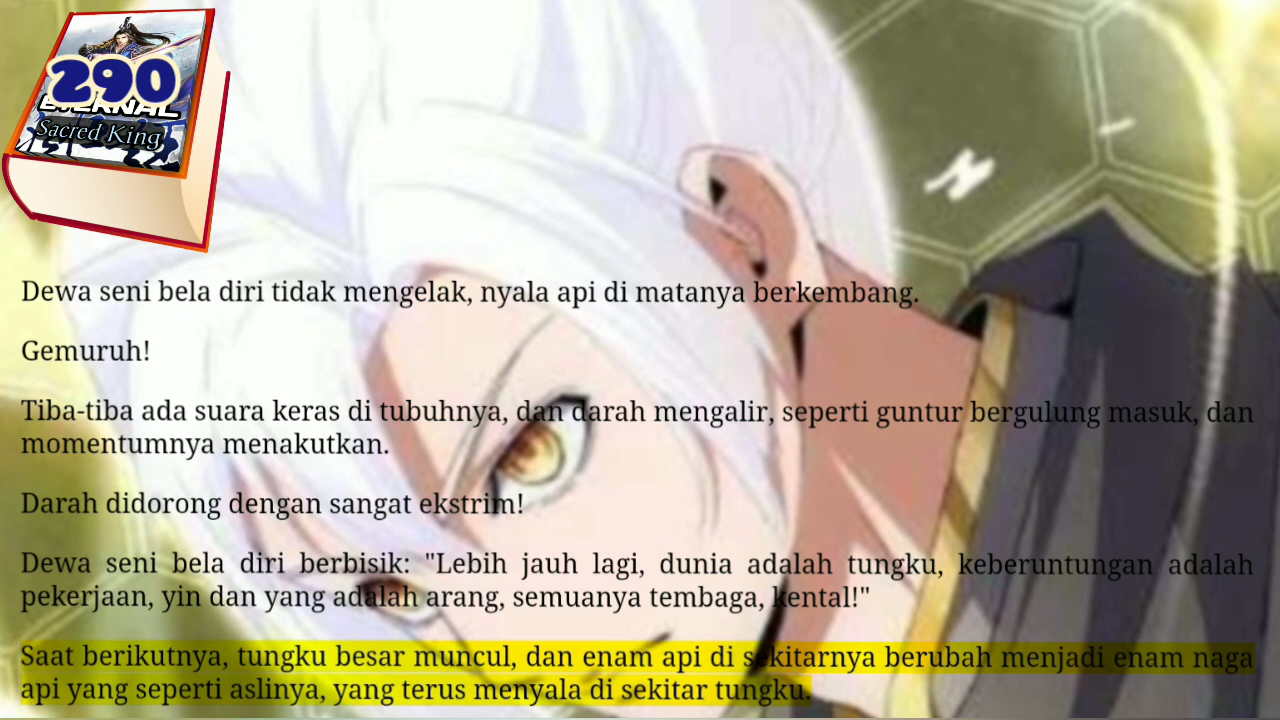 290
ETERNAL
Sacred King
Dewa seni bela diri tidak mengelak, nyala api di matanya berkembang.
Gemuruh!
Tiba-tiba ada suara keras di tubuhnya, dan darah mengalir, seperti guntur bergulung masuk, dan
momentumnya menakutkan.
Darah didorong dengan sangat ekstrim!
Dewa seni bela diri berbisik: "Lebih jauh lagi, dunia adalah tungku, keberuntungan adalah
pekerjaan, yin dan yang adalah arang, semuanya tembaga, kental!"
Saat berikutnya, tungku besar muncul, dan enam api di sekitarnya berubah menjadi enam naga
api yang seperti aslinya, yang terus menyala di sekitar tungku.